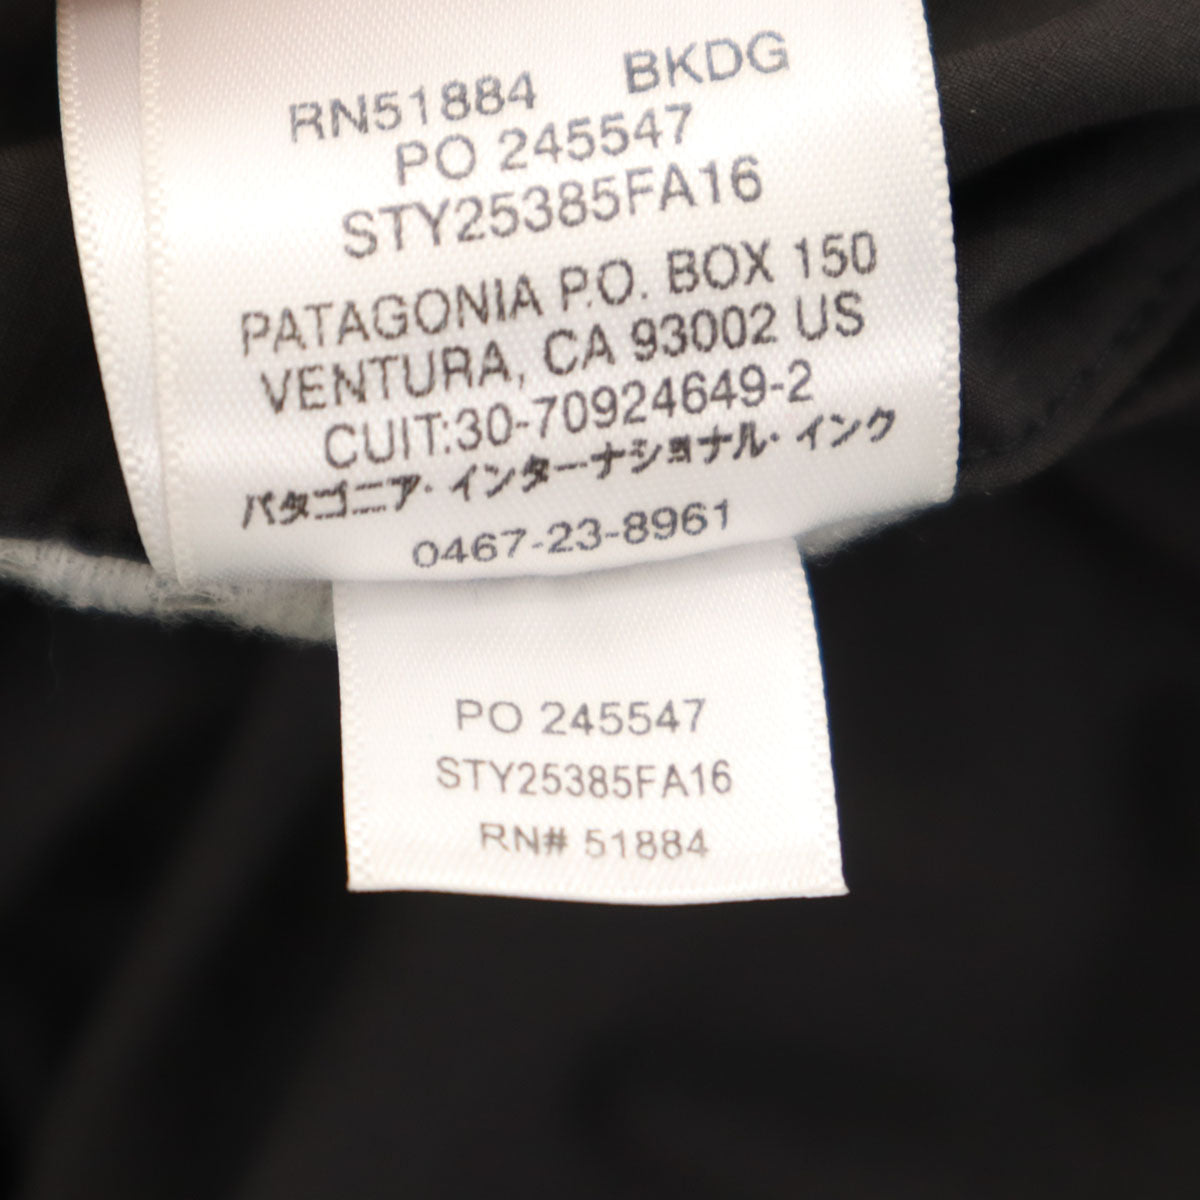 RN51884 BKDG
PO 245547
STY25385FA16
PATAGONIA P.O. BOX 150
VENTURA, CA 93002 US
CUIT:30-70924649-2
パタゴニア・インターナショナル・インク
0467-23-8961
PO 245547
STY25385FA16
RN# 51884